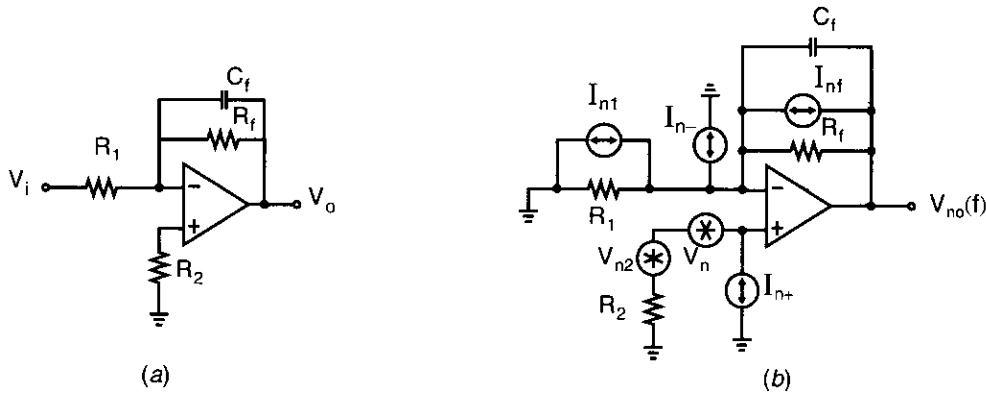 C_f
R_f
R_1
V_i
−
+
V_o
R_2
(a)
C_f
I_nf
R_f
I_n1
I_n−
R_1
−
+
V_no(f)
V_n2
V_n
I_n+
R_2
(b)